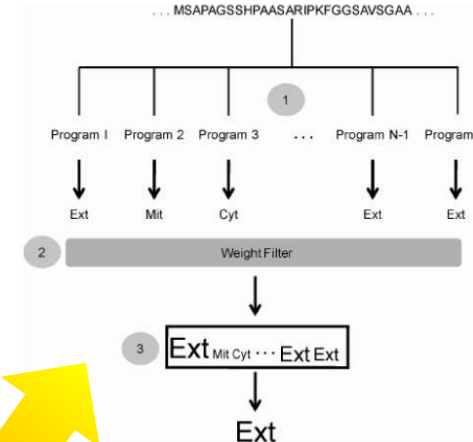 ... MSAPAGSSHPAASARIPKFGGSAVSGAA ...
1
Program I Program 2 Program 3 ... Program N-1 Program
Ext Mit Cyt Ext Ext
2 Weight Filter
3 Ext Mit Cyt ... Ext Ext
Ext